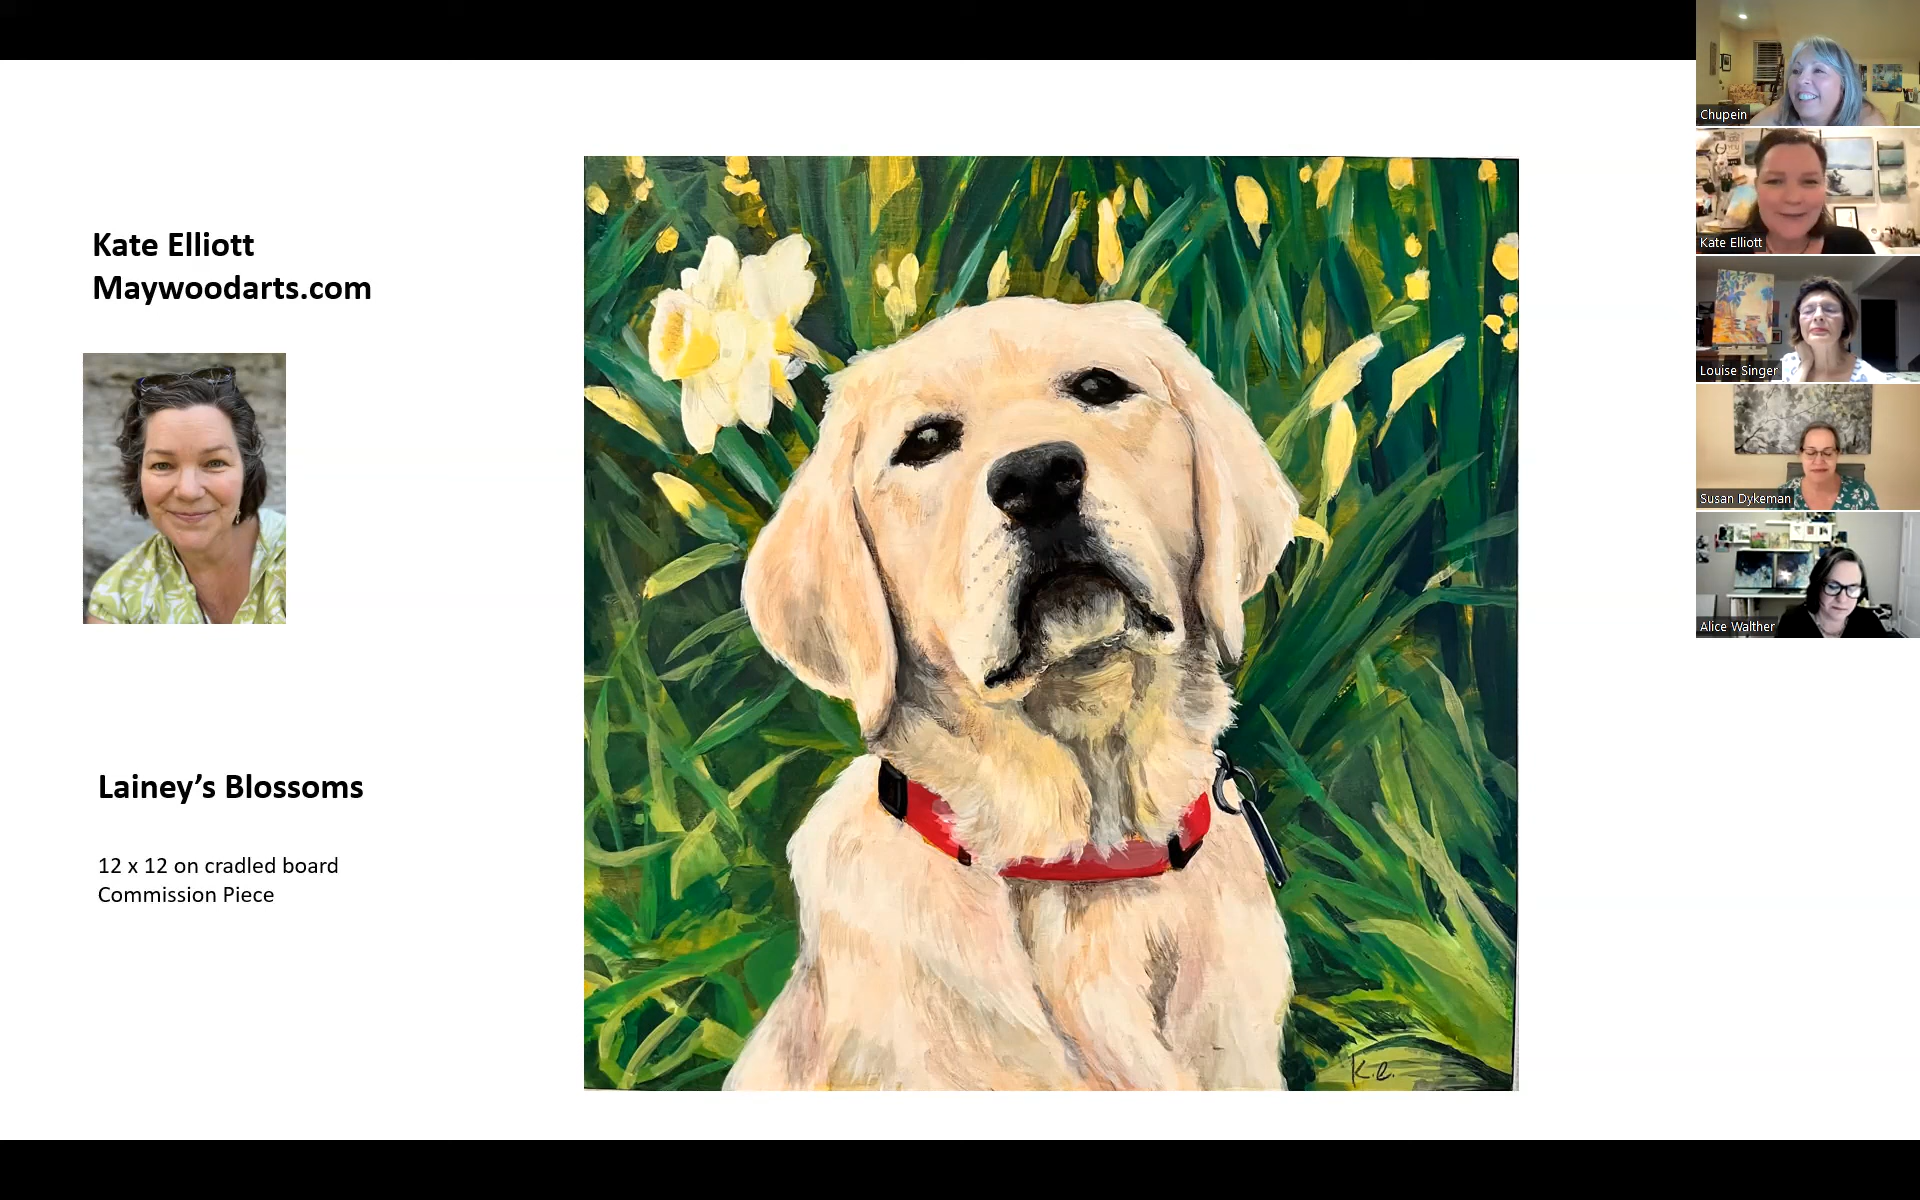 Kate Elliott
Maywoodarts.com
Lainey's Blossoms
12 x 12 on cradled board
Commission Piece
K.e.
Chupein
Kate Elliott
Louise Singer
Susan Dykeman
Alice Walther